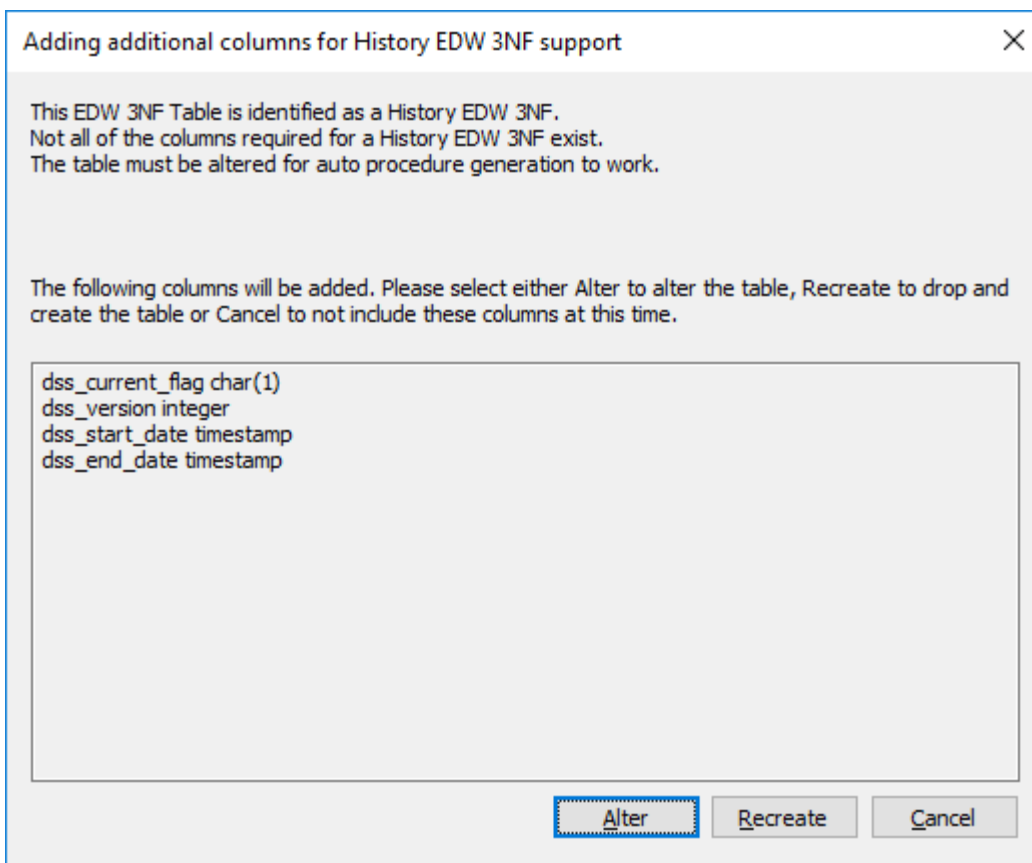 Adding additional columns for History EDW 3NF support
This EDW 3NF Table is identified as a History EDW 3NF.
Not all of the columns required for a History EDW 3NF exist.
The table must be altered for auto procedure generation to work.
The following columns will be added. Please select either Alter to alter the table, Recreate to drop and
create the table or Cancel to not include these columns at this time.
dss_current_flag char(1)
dss_version integer
dss_start_date timestamp
dss_end_date timestamp
Alter Recreate Cancel